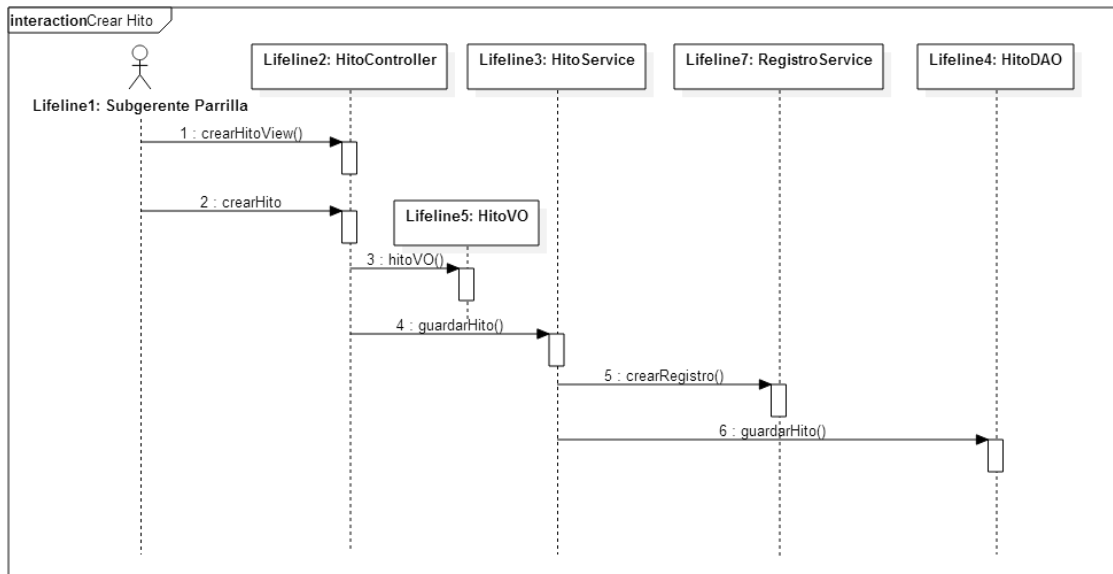 interactionCrear Hito
Lifeline2: HitoController
Lifeline3: HitoService
Lifeline7: RegistroService
Lifeline4: HitoDAO
Lifeline1: Subgerente Parrilla
1 : crearHitoView()
2 : crearHito
Lifeline5: HitoVO
3 : hitoVO()
4 : guardarHito()
5 : crearRegistro()
6 : guardarHito()